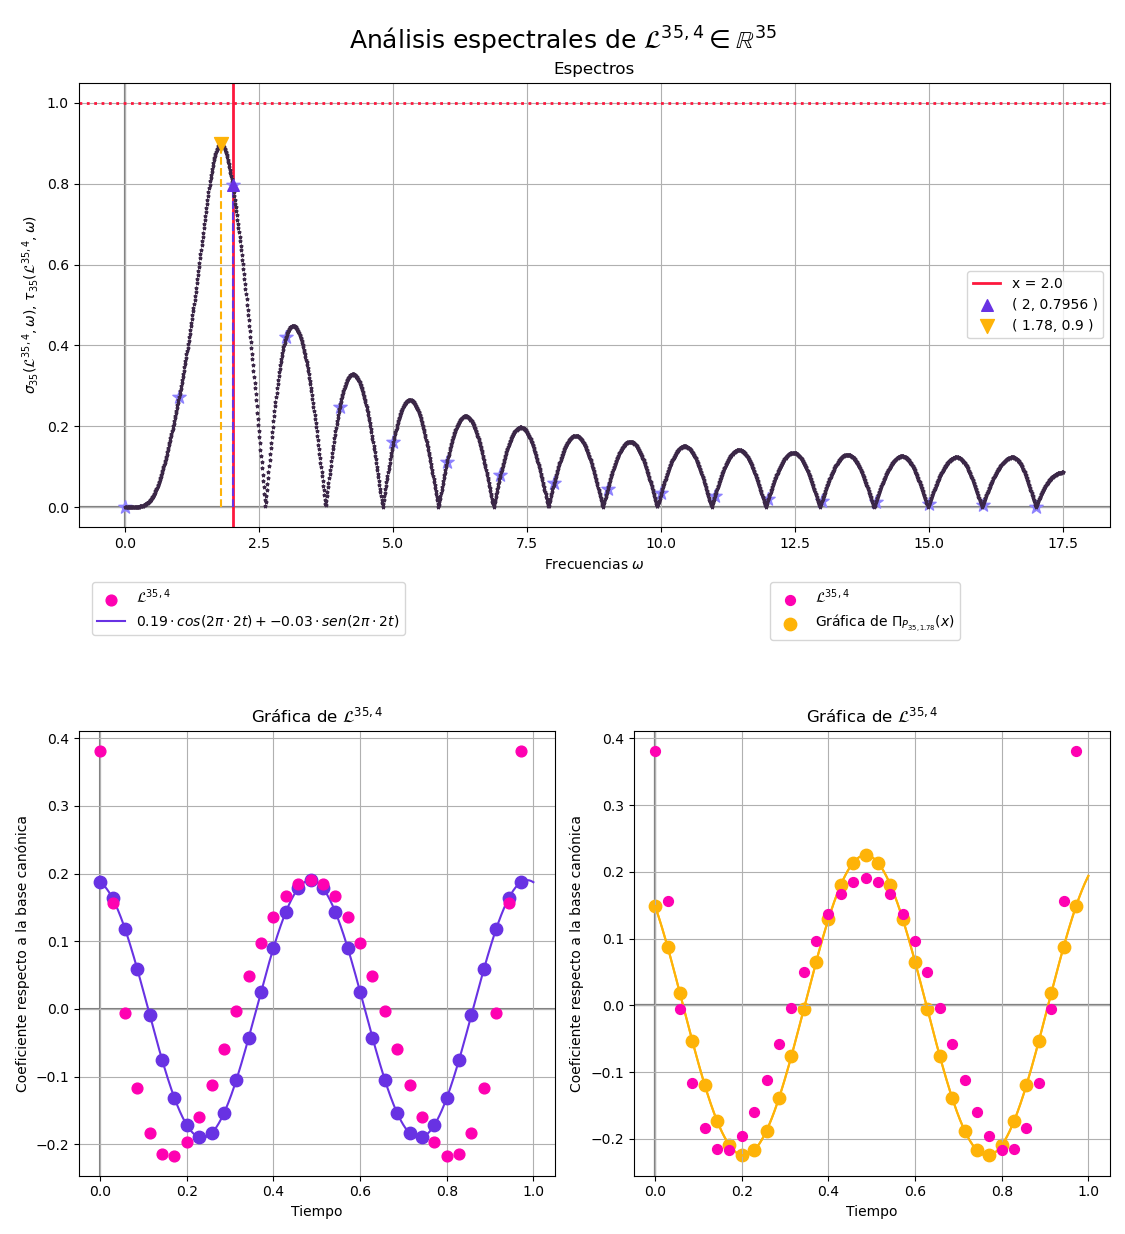 Análisis espectrales de ℒ^{35,4} ∈ ℝ^{35}
Espectros
1.0
0.8
0.6
0.4
0.2
0.0
σ_{35}(ℒ^{35,4}, ω), τ_{35}(ℒ^{35,4}, ω)
x = 2.0
( 2, 0.7956 )
( 1.78, 0.9 )
0.0 2.5 5.0 7.5 10.0 12.5 15.0 17.5
Frecuencias ω
ℒ^{35,4}
0.19 · cos(2π · 2t) + −0.03 · sen(2π · 2t)
ℒ^{35,4}
Gráfica de Π_{P_{35,1.78}}(x)
Gráfica de ℒ^{35,4}
0.4
0.3
0.2
0.1
0.0
−0.1
−0.2
Coeficiente respecto a la base canónica
0.0 0.2 0.4 0.6 0.8 1.0
Tiempo
Gráfica de ℒ^{35,4}
0.4
0.3
0.2
0.1
0.0
−0.1
−0.2
Coeficiente respecto a la base canónica
0.0 0.2 0.4 0.6 0.8 1.0
Tiempo